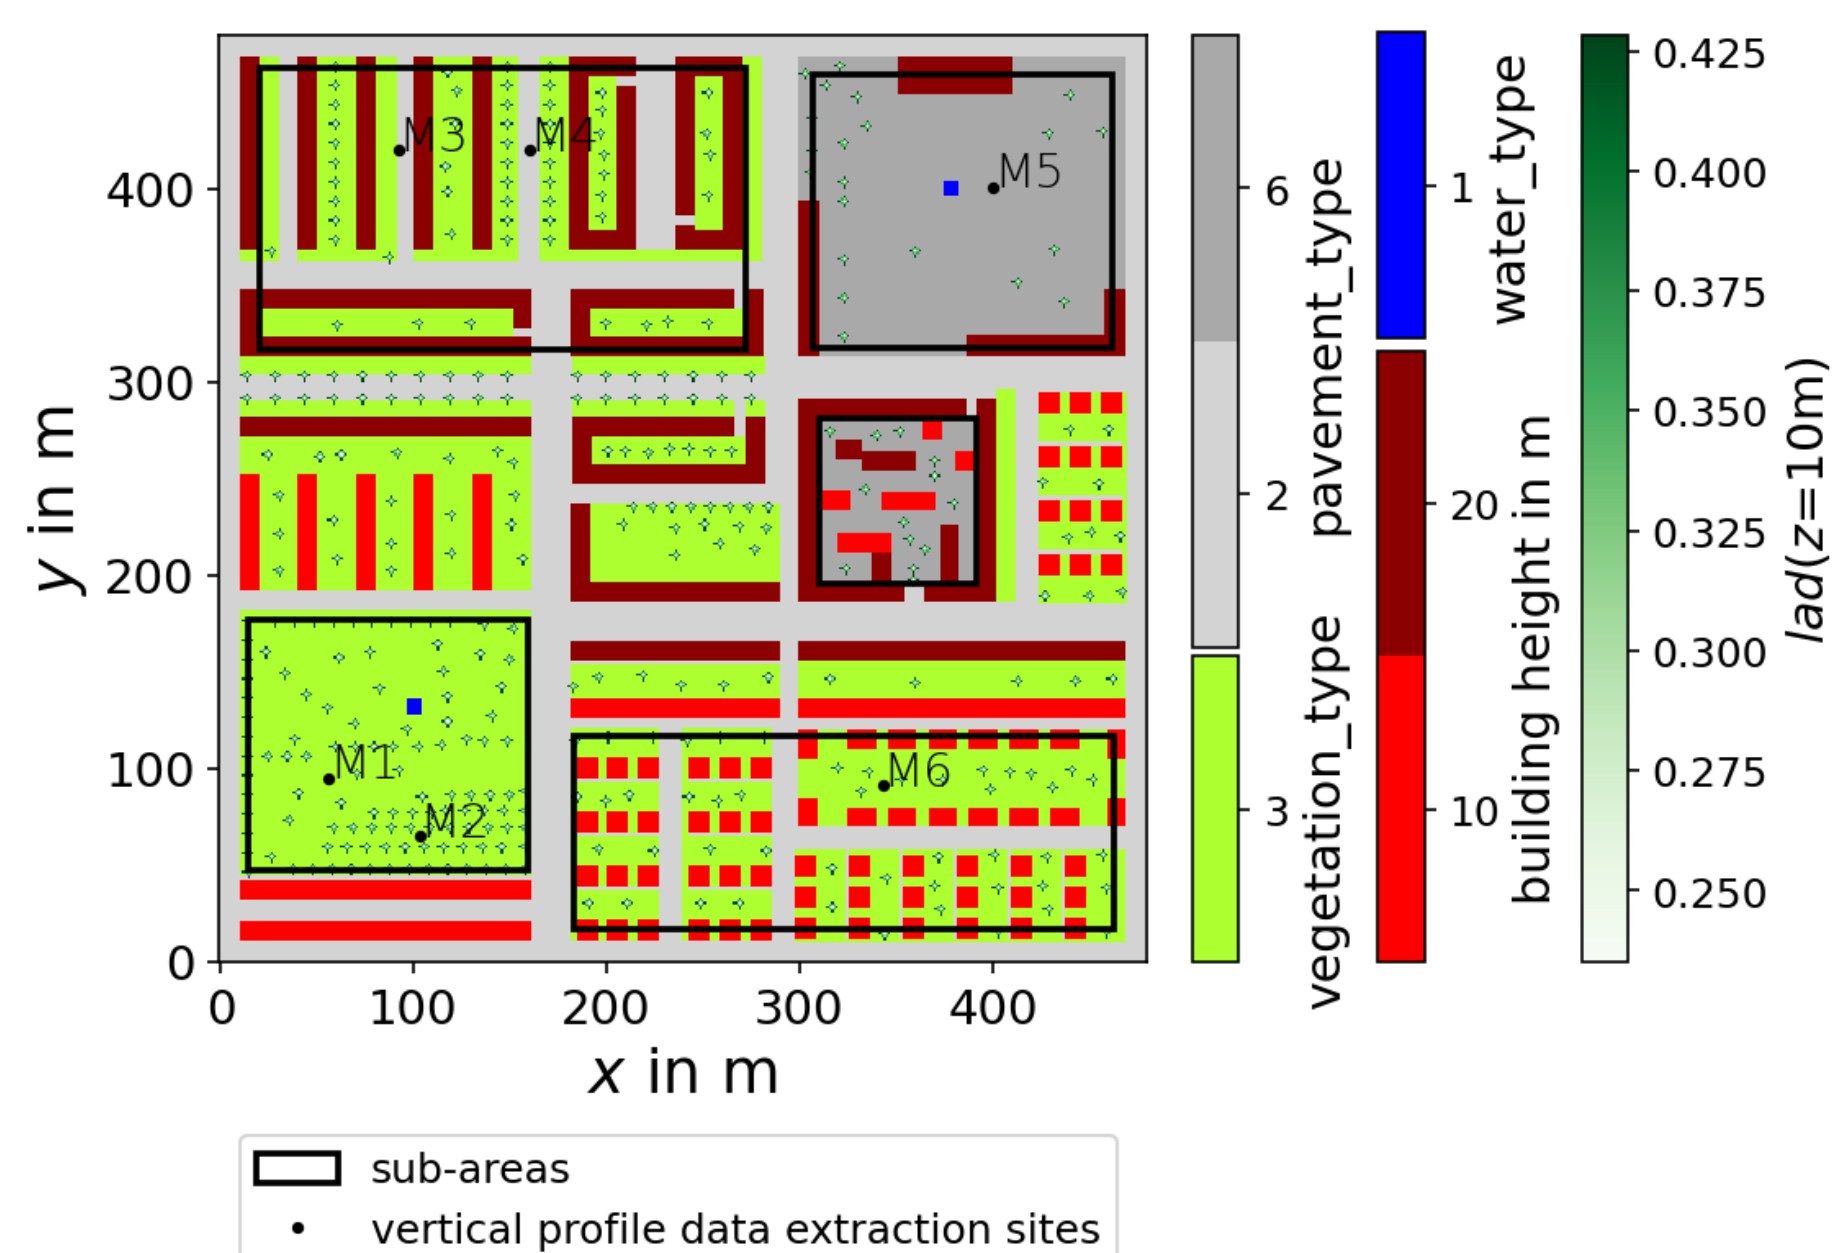 400
300
200
100
0
y in m
0 100 200 300 400
x in m
M3 M4 M5
M1
M2
M6
6
2
pavement_type
3
vegetation_type
1
water_type
20
10
building height in m
0.425
0.400
0.375
0.350
0.325
0.300
0.275
0.250
lad(z=10m)
sub-areas
vertical profile data extraction sites